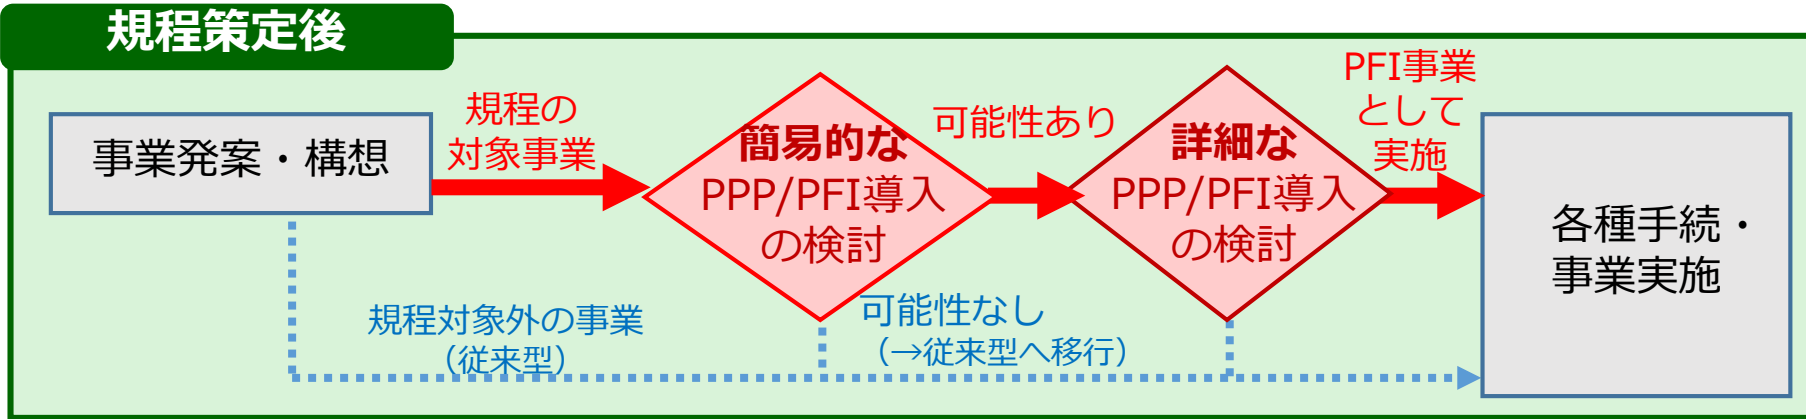 規程策定後
事業発案・構想
規程の
対象事業
簡易的な
PPP/PFI導入
の検討
可能性あり
詳細な
PPP/PFI導入
の検討
PFI事業
として
実施
各種手続・
事業実施
規程対象外の事業
（従来型）
可能性なし
（→従来型へ移行）